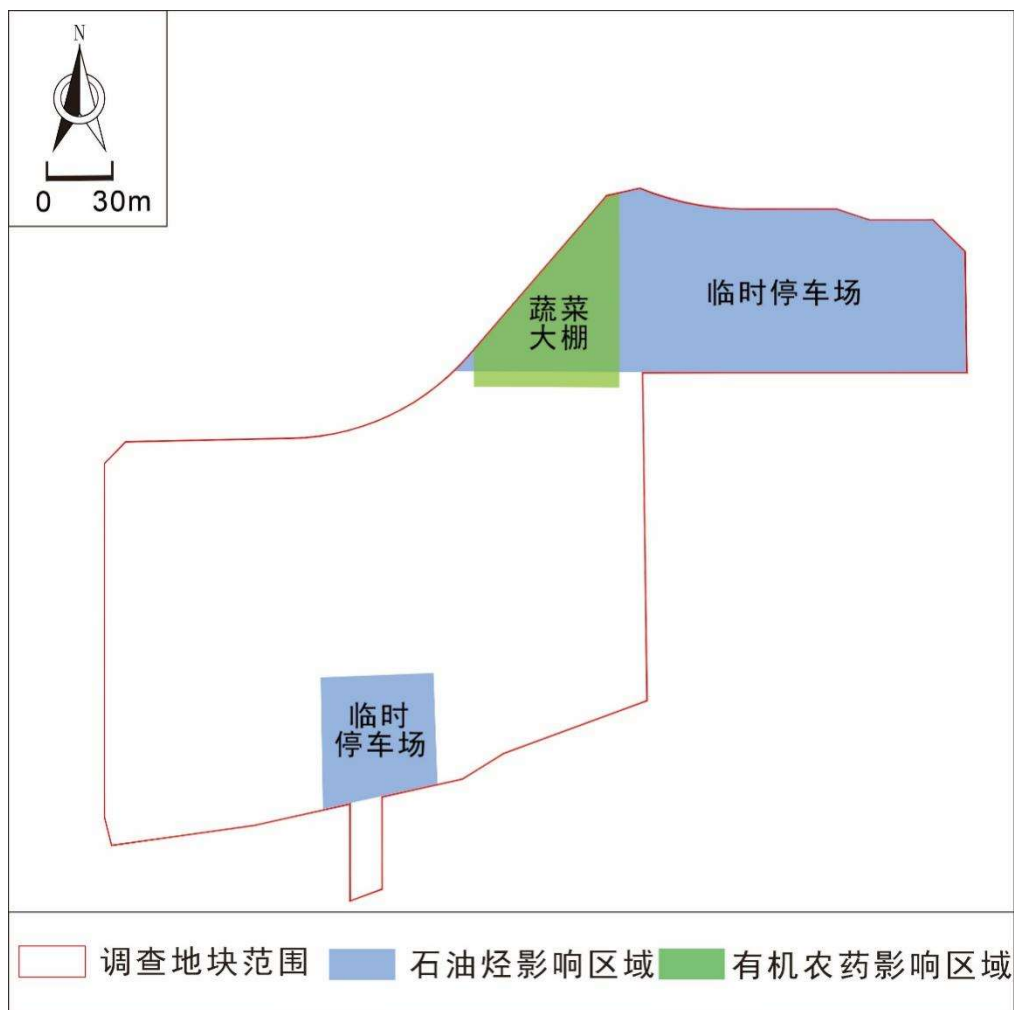 N
0 30m
蔬菜
大棚
临时停车场
临时
停车场
调查地块范围
石油烃影响区域
有机农药影响区域